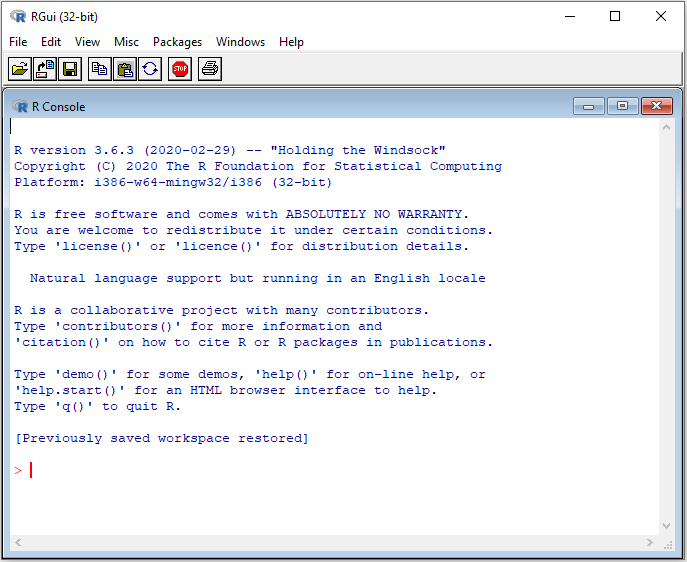 RGui (32-bit)
File Edit View Misc Packages Windows Help
STOP
R Console
R version 3.6.3 (2020-02-29) -- "Holding the Windsock"
Copyright (C) 2020 The R Foundation for Statistical Computing
Platform: i386-w64-mingw32/i386 (32-bit)
R is free software and comes with ABSOLUTELY NO WARRANTY.
You are welcome to redistribute it under certain conditions.
Type 'license()' or 'licence()' for distribution details.
Natural language support but running in an English locale
R is a collaborative project with many contributors.
Type 'contributors()' for more information and
'citation()' on how to cite R or R packages in publications.
Type 'demo()' for some demos, 'help()' for on-line help, or
'help.start()' for an HTML browser interface to help.
Type 'q()' to quit R.
[Previously saved workspace restored]
>